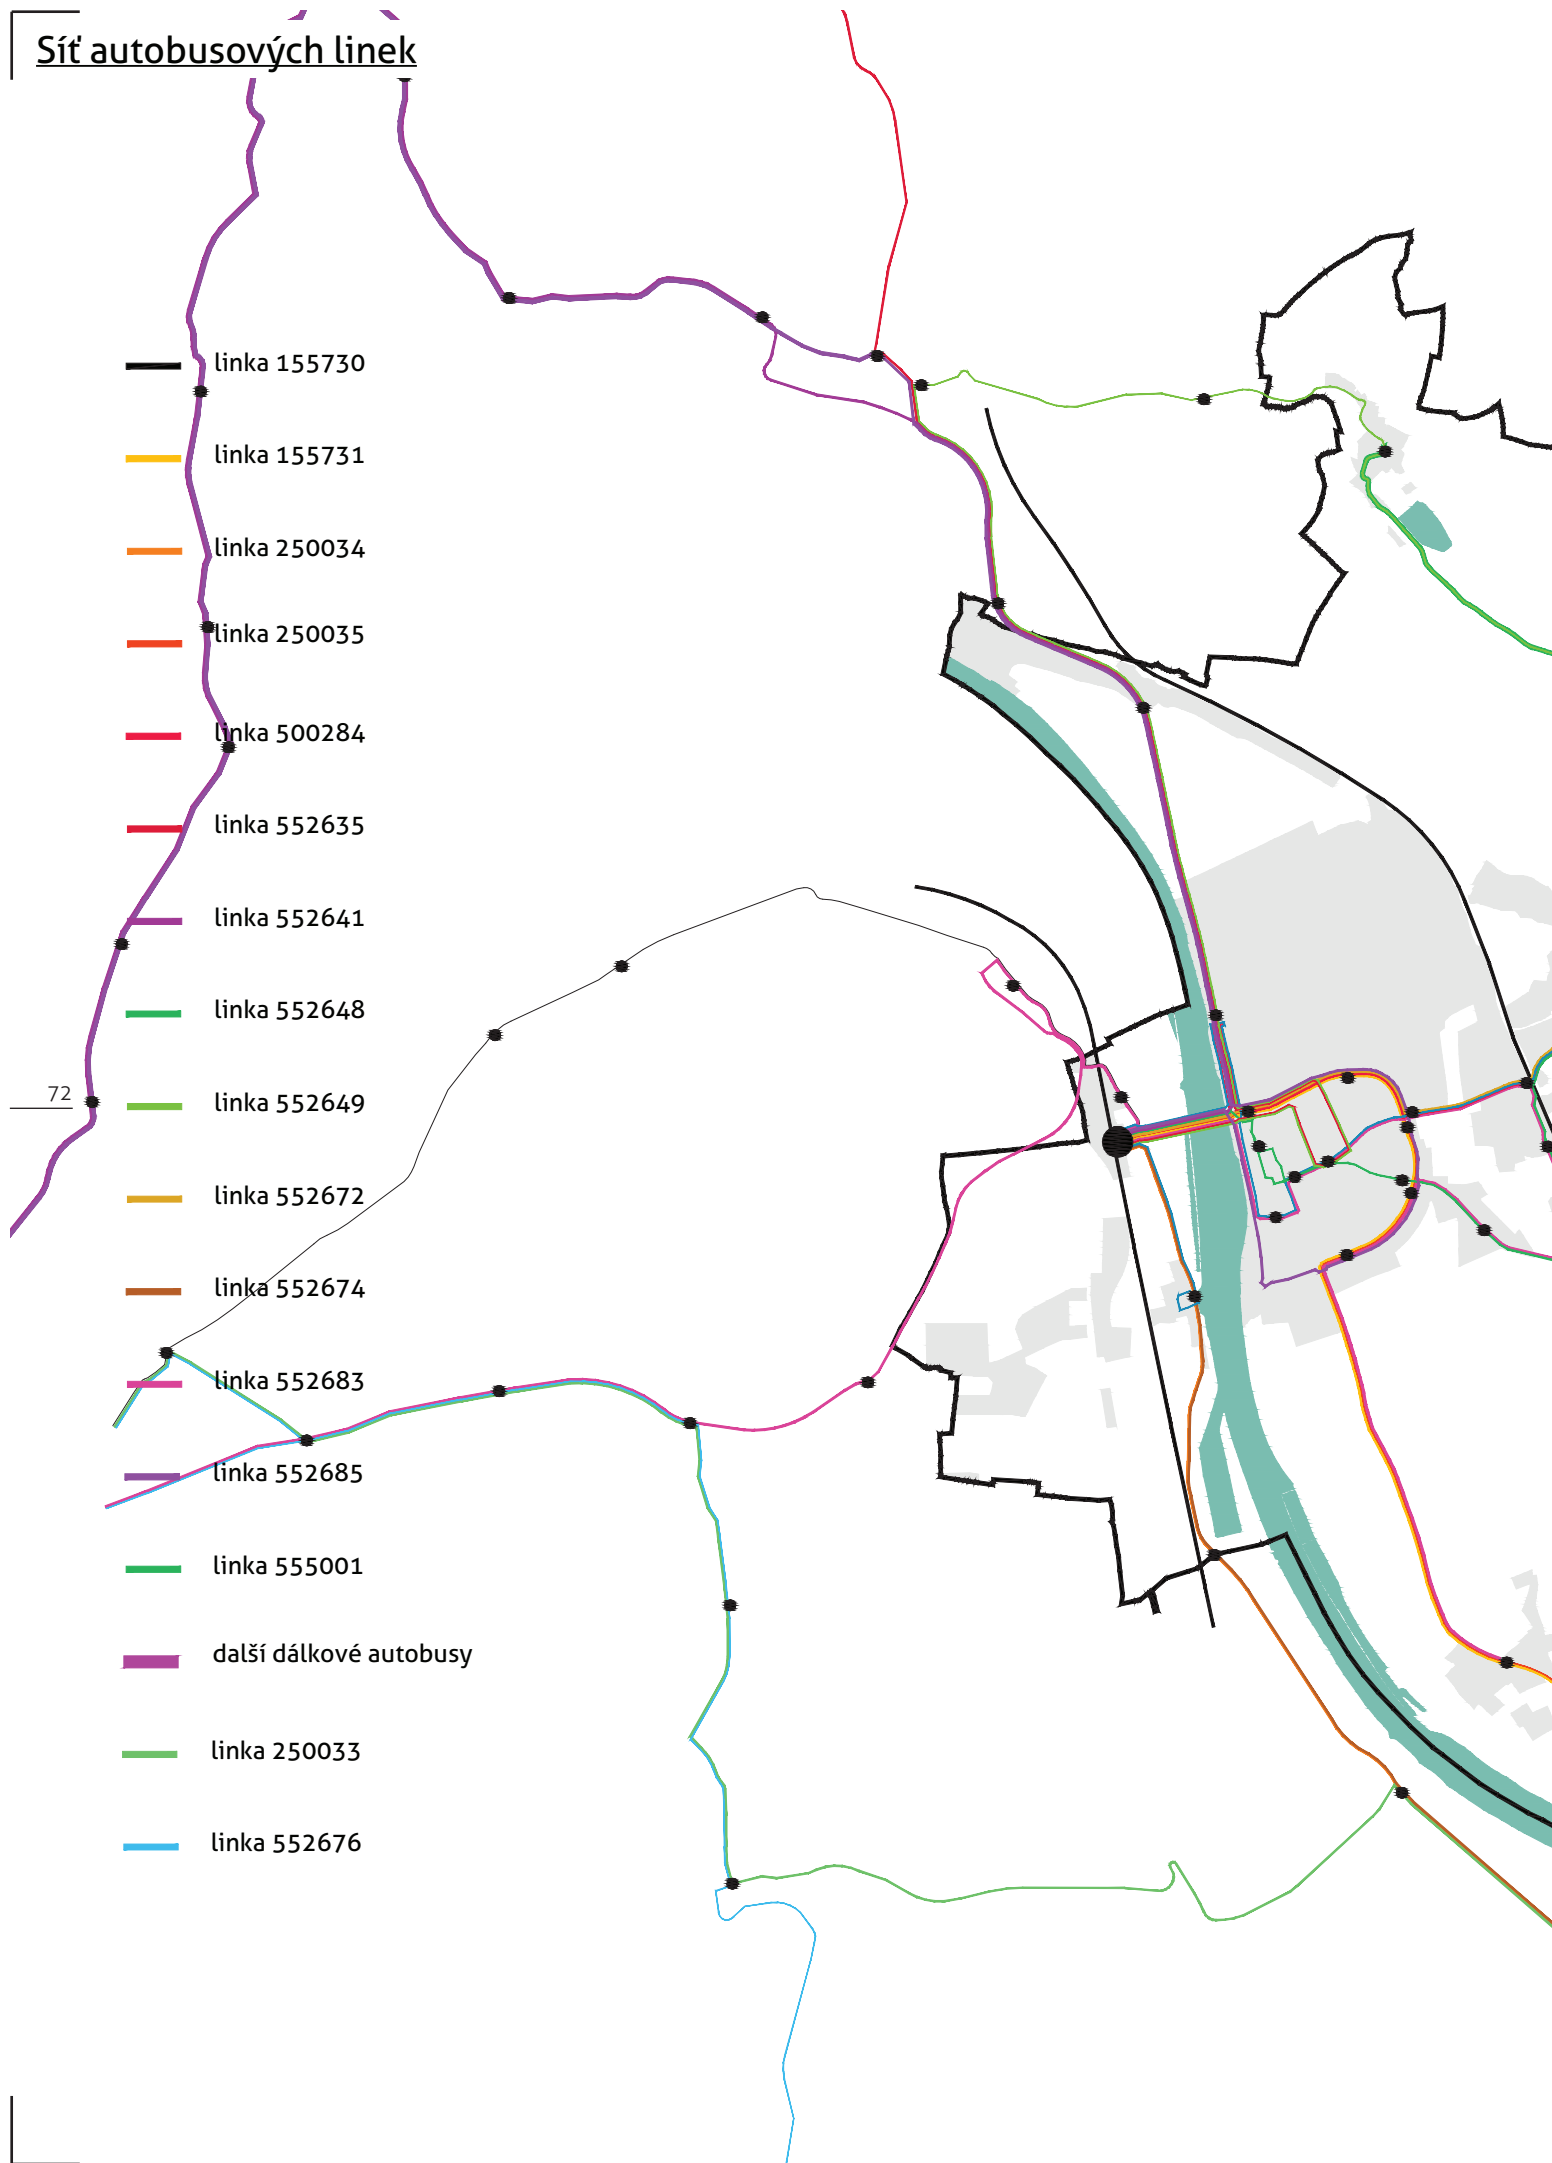 Síť autobusových linek
linka 155730
linka 155731
linka 250034
linka 250035
linka 500284
linka 552635
linka 552641
linka 552648
72
linka 552649
linka 552672
linka 552674
linka 552683
linka 552685
linka 555001
další dálkové autobusy
linka 250033
linka 552676